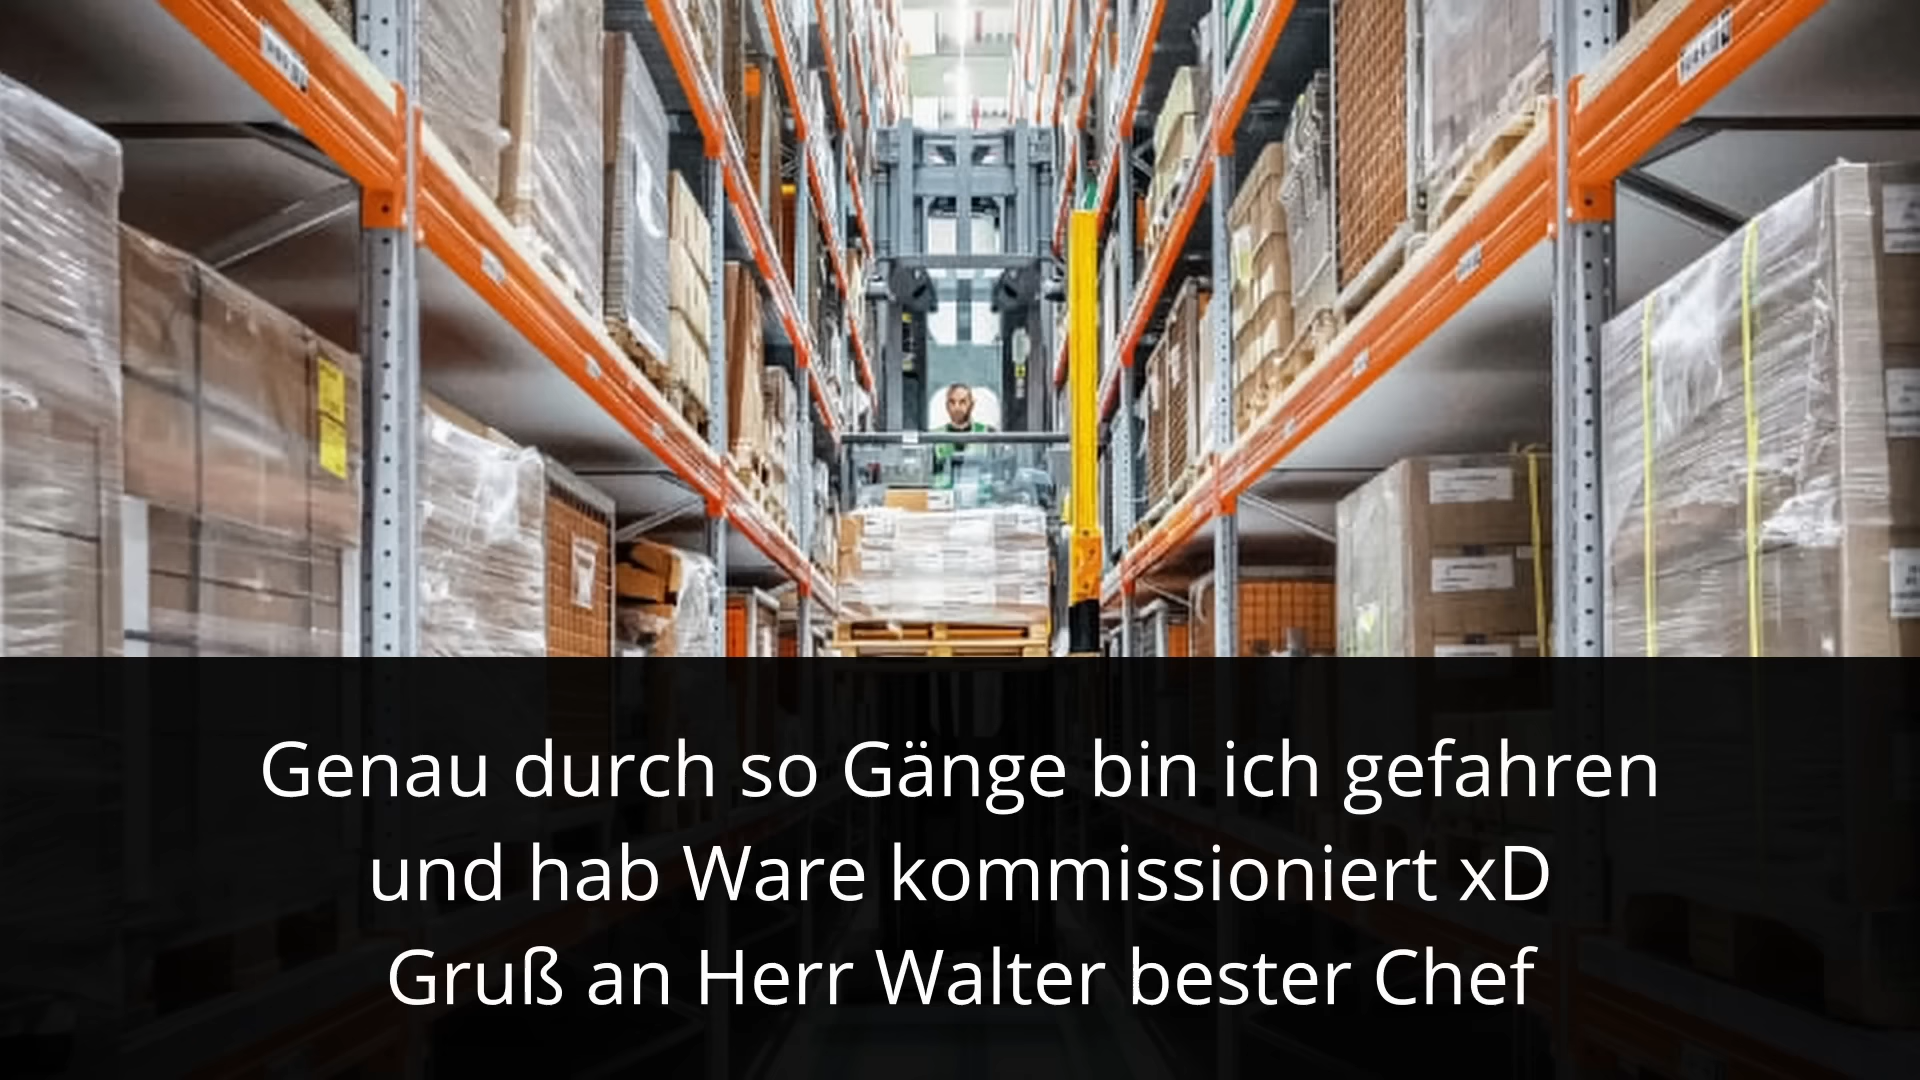 Genau durch so Gänge bin ich gefahren
und hab Ware kommissioniert xD
Gruß an Herr Walter bester Chef